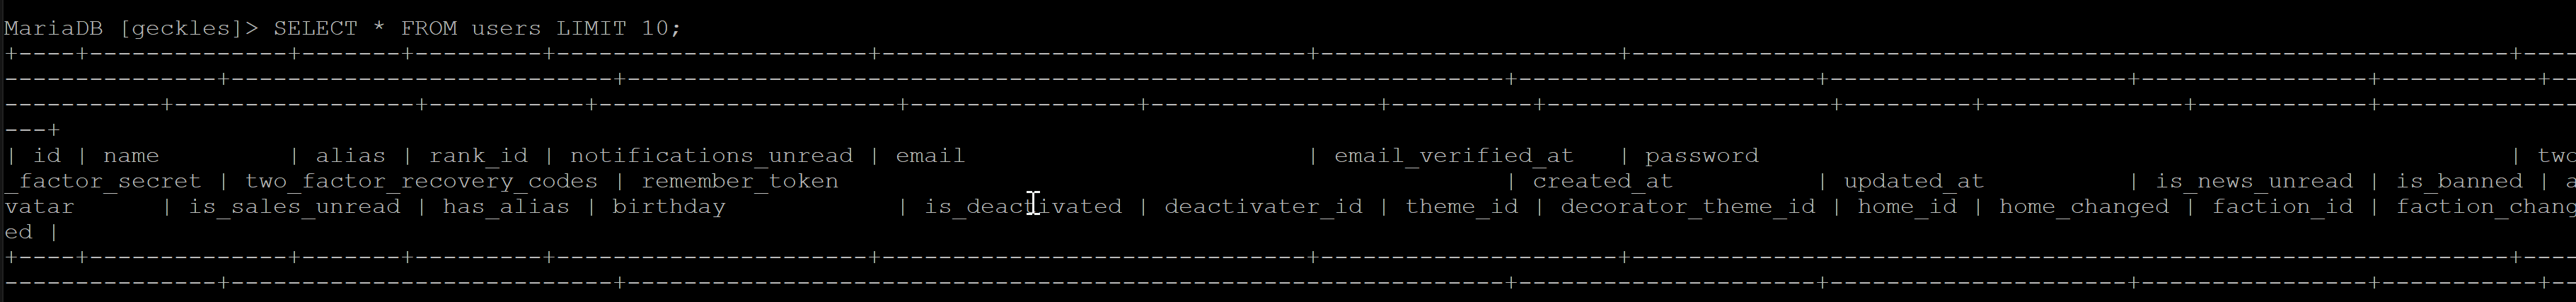 MariaDB [geckles]> SELECT * FROM users LIMIT 10;
+----+---------------+-------+---------+----------------------+------------------------------+---------------------+--------------------------------------------------------------+----
---------------+---------------------------+--------------------------------------------------------------+---------------------+---------------------+----------------+-----------+--
-----------+-----------------+-----------+---------------------+----------------+----------------+----------+--------------------+---------+--------------+------------+--------------
---+
| id | name          | alias | rank_id | notifications_unread | email                        | email_verified_at   | password                                                     | two
_factor_secret | two_factor_recovery_codes | remember_token                                               | created_at          | updated_at          | is_news_unread | is_banned | a
vatar      | is_sales_unread | has_alias | birthday            | is_deactivated | deactivater_id | theme_id | decorator_theme_id | home_id | home_changed | faction_id | faction_chang
ed |
+----+---------------+-------+---------+----------------------+------------------------------+---------------------+--------------------------------------------------------------+----
---------------+---------------------------+--------------------------------------------------------------+---------------------+---------------------+----------------+-----------+--